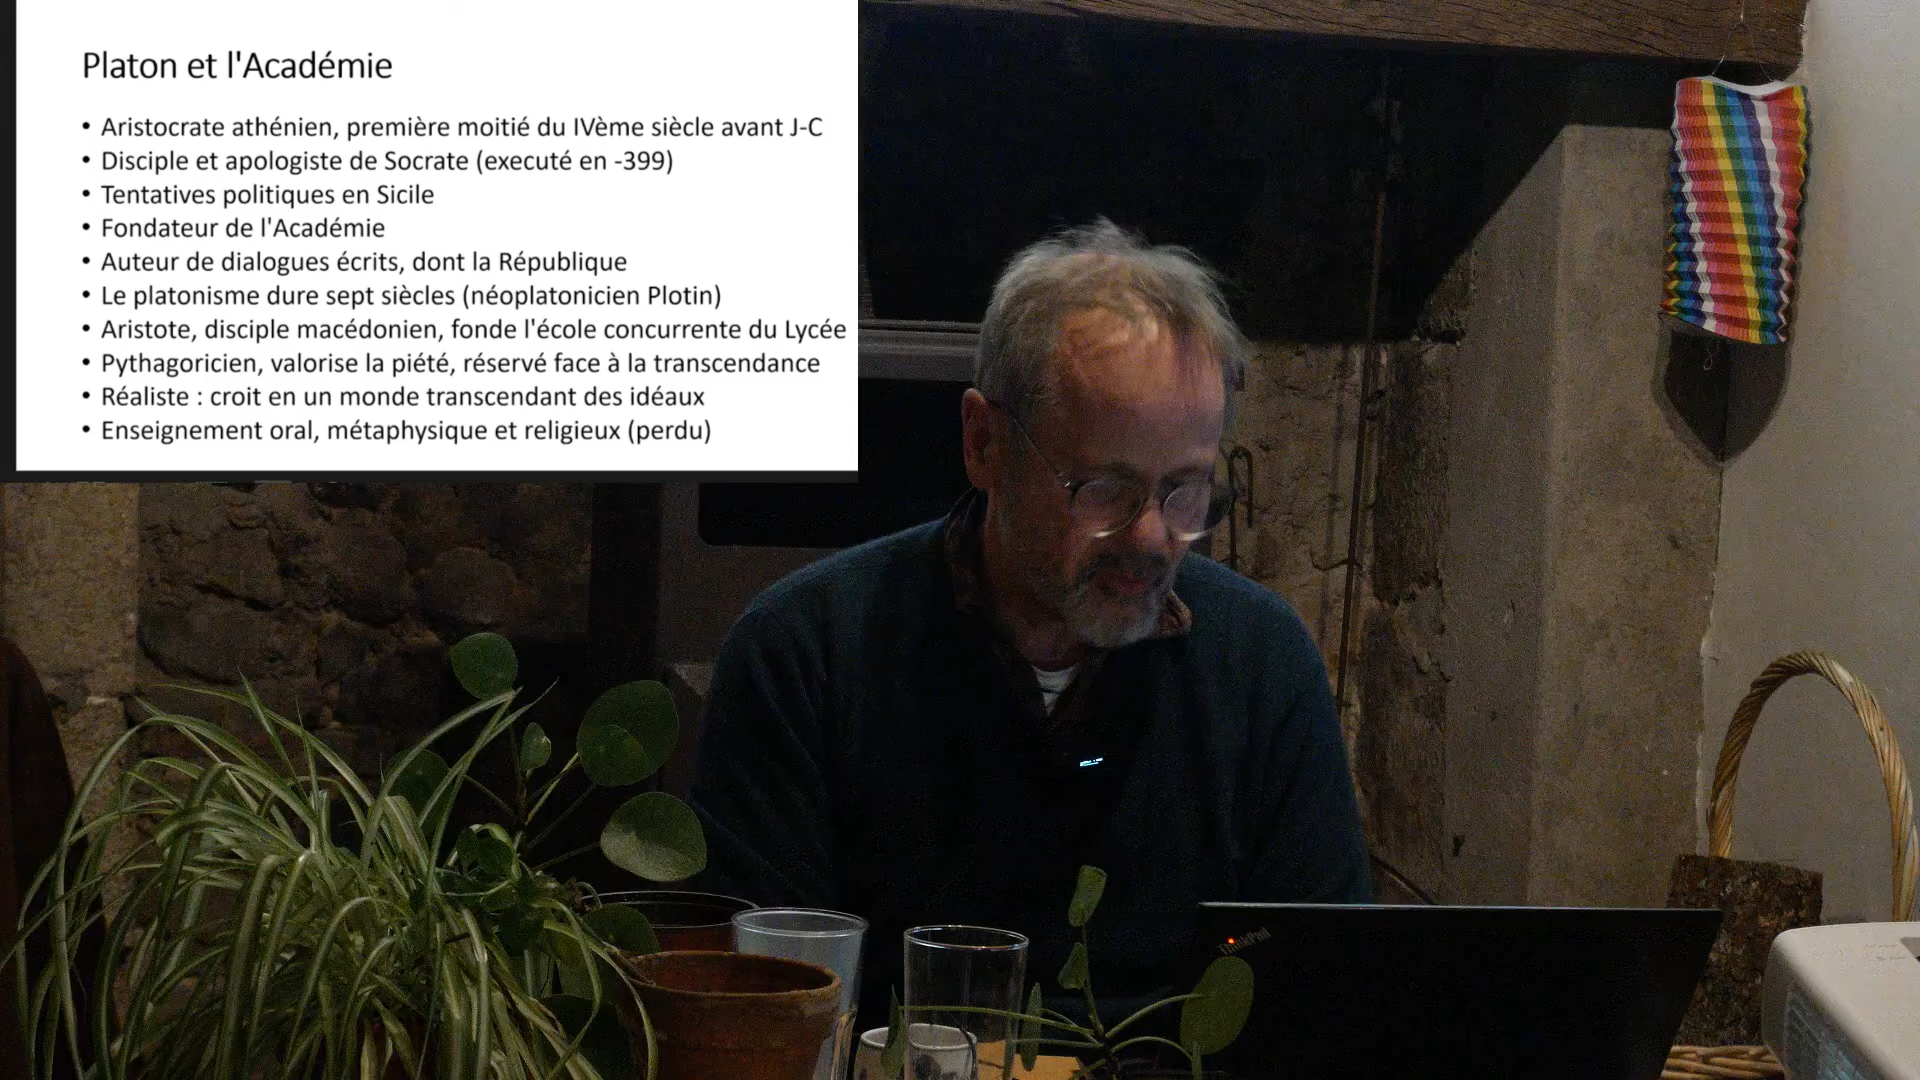 Platon et l'Académie
• Aristocrate athénien, première moitié du IVème siècle avant J-C
• Disciple et apologiste de Socrate (executé en -399)
• Tentatives politiques en Sicile
• Fondateur de l'Académie
• Auteur de dialogues écrits, dont la République
• Le platonisme dure sept siècles (néoplatonicien Plotin)
• Aristote, disciple macédonien, fonde l'école concurrente du Lycée
• Pythagoricien, valorise la piété, réservé face à la transcendance
• Réaliste : croit en un monde transcendant des idéaux
• Enseignement oral, métaphysique et religieux (perdu)
ThinkPad